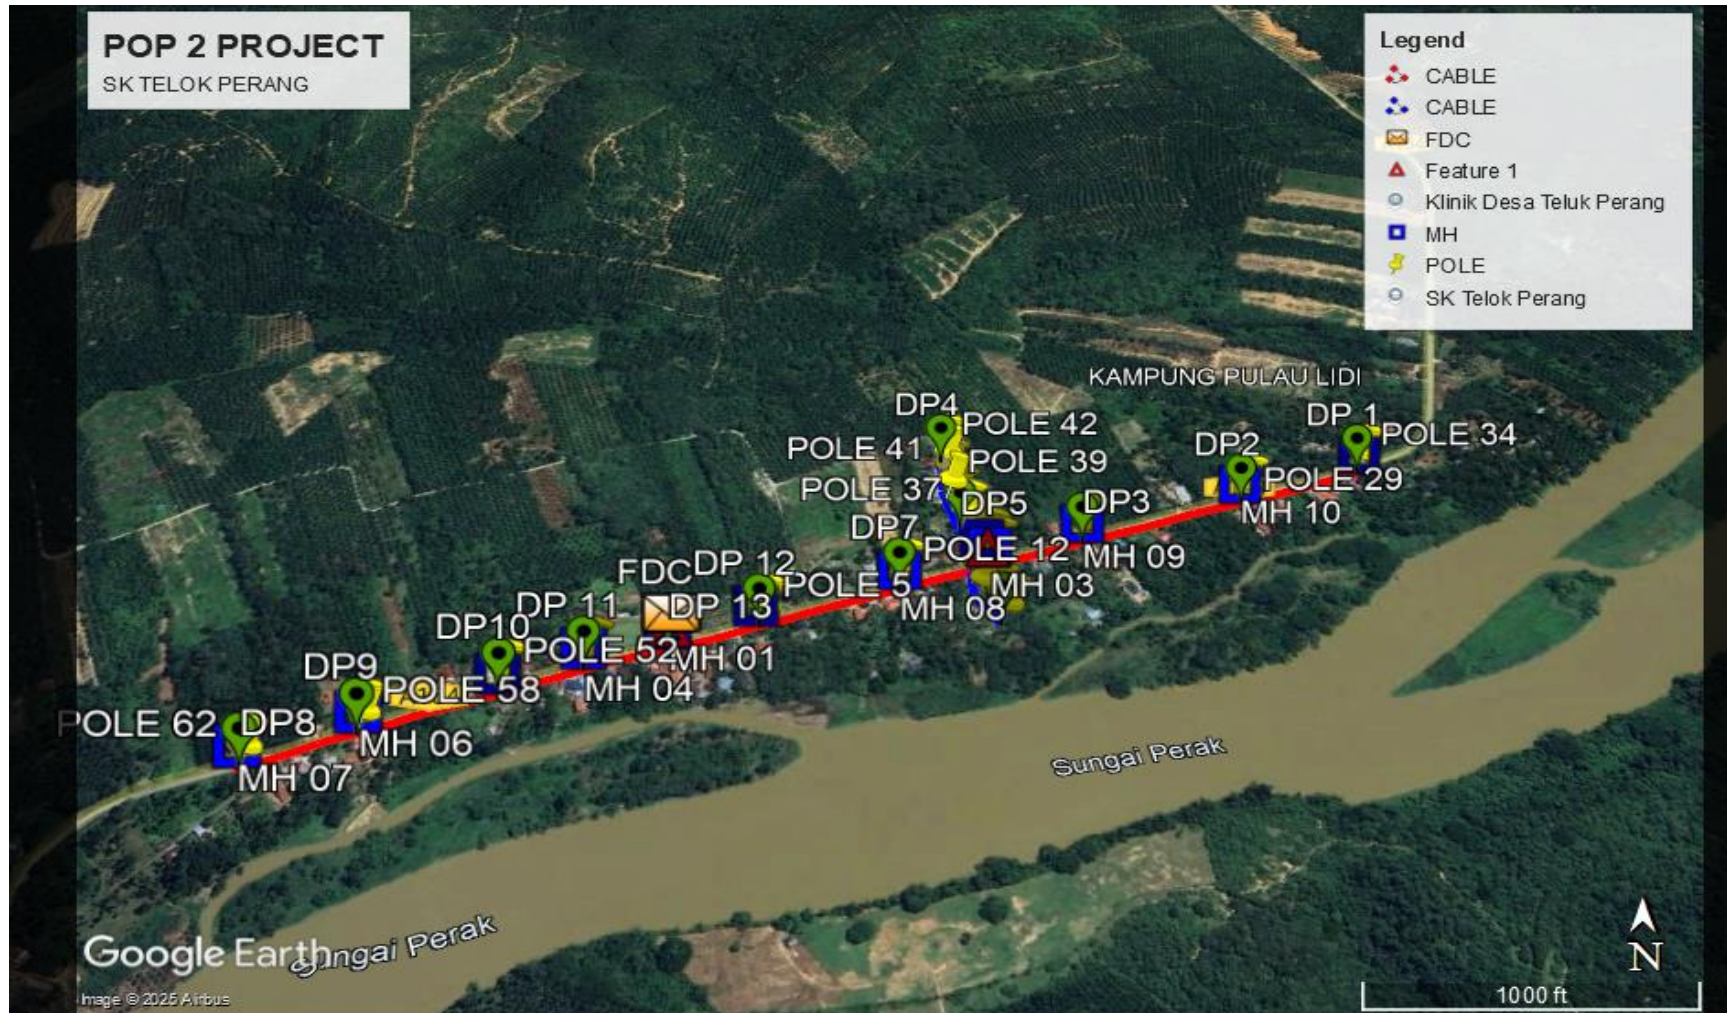 POP 2 PROJECT
SK TELOK PERANG
Legend
CABLE
CABLE
FDC
Feature 1
Klinik Desa Teluk Perang
MH
POLE
SK Telok Perang
KAMPUNG PULAU LIDI
DP4
POLE 42
DP 1
POLE 34
POLE 41
POLE 39
DP2
POLE 29
POLE 37
DP5
DP3
MH 10
DP7
POLE 12
MH 09
FDC
DP 12
POLE 5
MH 03
DP 11
DP 13
MH 08
DP10
POLE 52
MH 01
DP9
POLE 58
MH 04
POLE 62
DP8
MH 06
MH 07
Sungai Perak
Sungai Perak
Google Earth
N
Image © 2025 Airbus
1000 ft